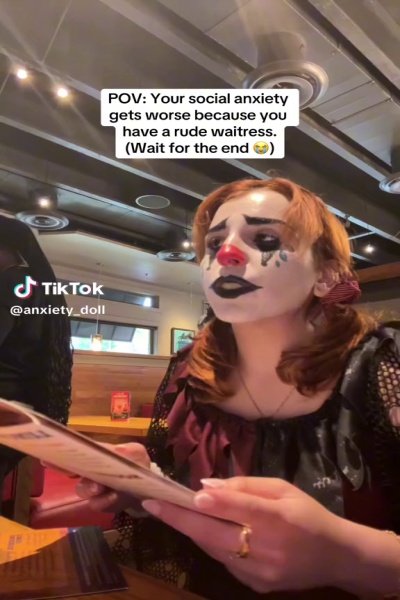 POV: Your social anxiety
gets worse because you
have a rude waitress.
(Wait for the end 😭)
TikTok
@anxiety_doll